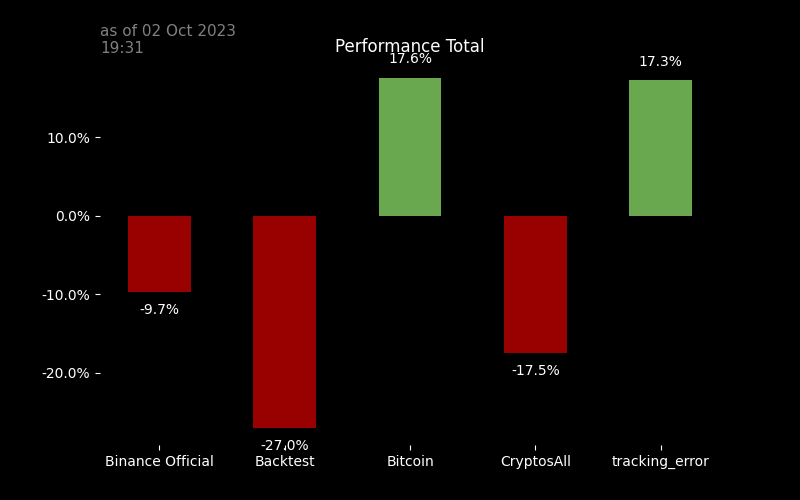 as of 02 Oct 2023
19:31
Performance Total
17.6%
17.3%
10.0%
0.0%
-10.0%
-20.0%
-9.7%
-27.0%
-17.5%
Binance Official
Backtest
Bitcoin
CryptosAll
tracking_error